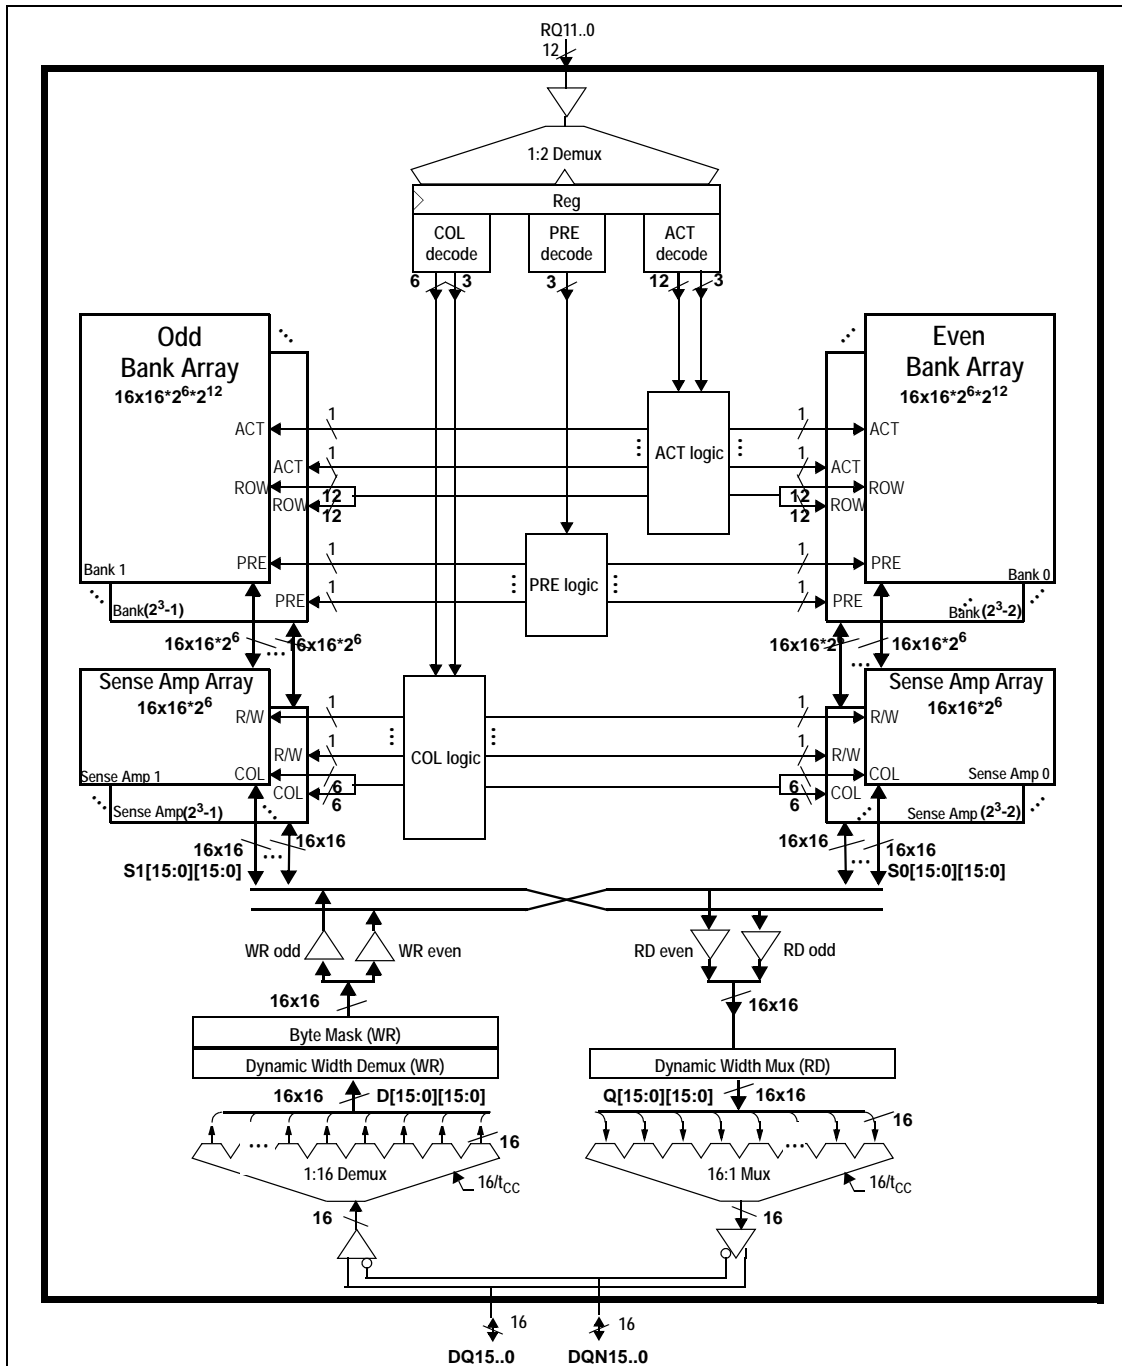 RQ11..0
12
1:2 Demux
Reg
COL decode
PRE decode
ACT decode
6 3
3
12 3
Odd
Bank Array
16x16*2^6*2^12
Even
Bank Array
16x16*2^6*2^12
ACT
1
ACT logic
1
ACT
ACT
1
1
ACT
ROW
12
12
ROW
ROW
12
12
ROW
PRE
1
PRE logic
1
PRE
Bank 1
Bank 0
PRE
1
1
PRE
Bank(2^3-1)
Bank (2^3-2)
16x16*2^6
16x16*2^6
16x16*2^6
16x16*2^6
Sense Amp Array
16x16*2^6
Sense Amp Array
16x16*2^6
R/W
1
1
R/W
R/W
1
COL logic
1
R/W
Sense Amp 1
COL
6
6
COL
Sense Amp 0
COL
6
6
COL
Sense Amp(2^3-1)
Sense Amp (2^3-2)
16x16
16x16
16x16
16x16
S1[15:0][15:0]
S0[15:0][15:0]
WR odd
WR even
RD even
RD odd
16x16
16x16
Byte Mask (WR)
Dynamic Width Demux (WR)
Dynamic Width Mux (RD)
16x16
D[15:0][15:0]
Q[15:0][15:0]
16x16
16
16
1:16 Demux
16/tCC
16:1 Mux
16/tCC
16
16
16
16
DQ15..0
DQN15..0